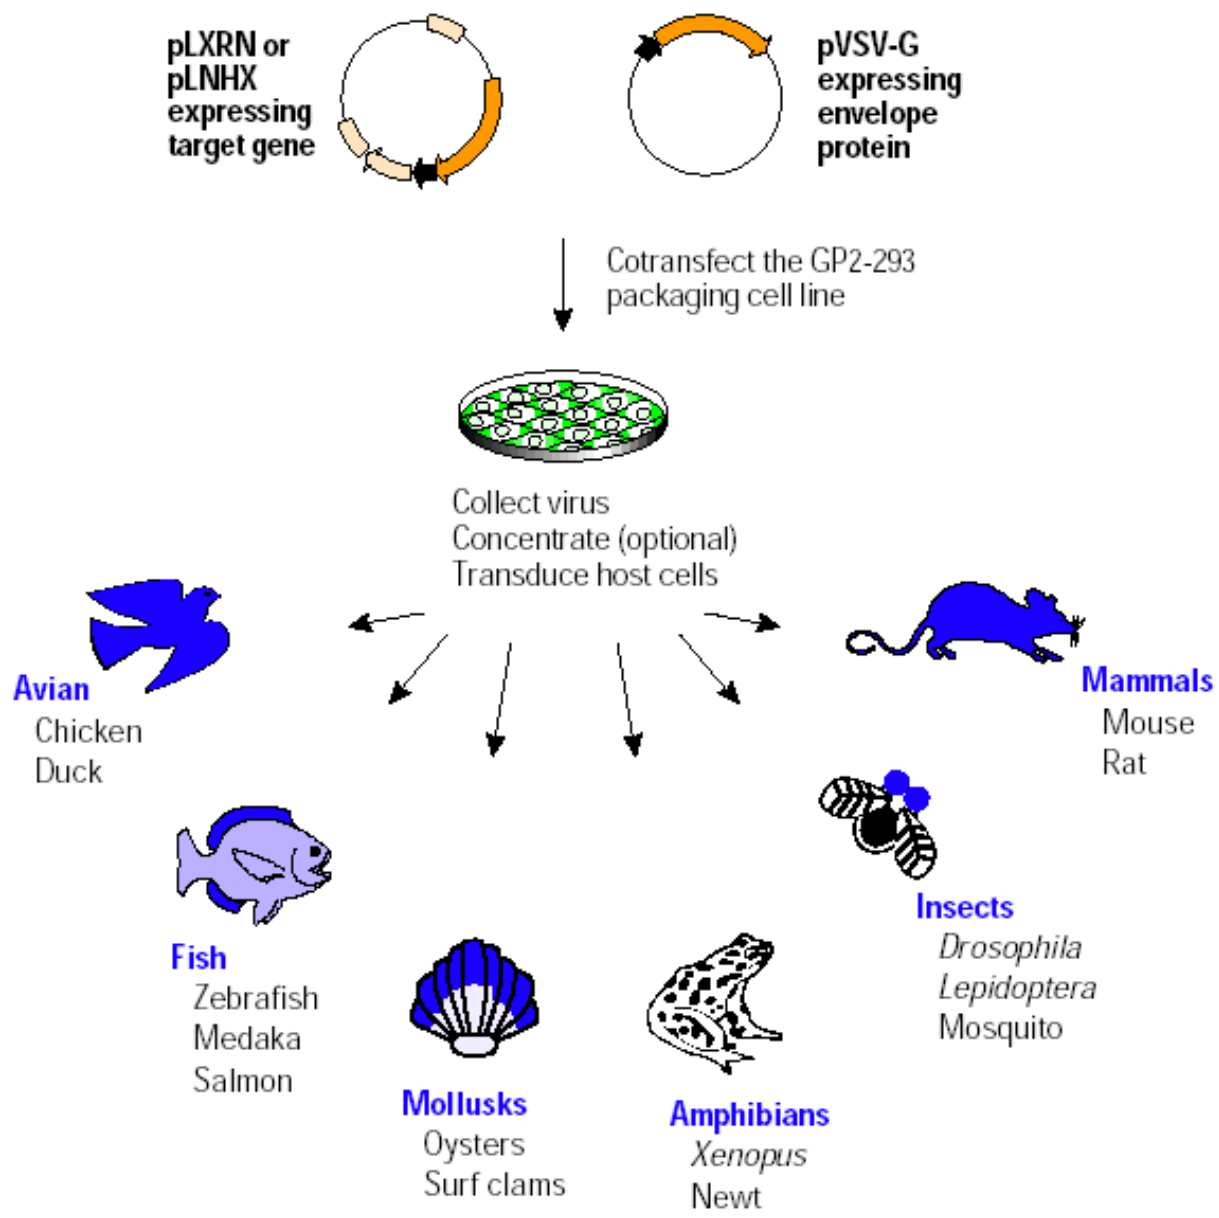 pLXRN or
pLNHX
expressing
target gene
pVSV-G
expressing
envelope
protein
Cotransfect the GP2-293
packaging cell line
Collect virus
Concentrate (optional)
Transduce host cells
Avian
Chicken
Duck
Mammals
Mouse
Rat
Fish
Zebrafish
Medaka
Salmon
Insects
Drosophila
Lepidoptera
Mosquito
Mollusks
Oysters
Surf clams
Amphibians
Xenopus
Newt